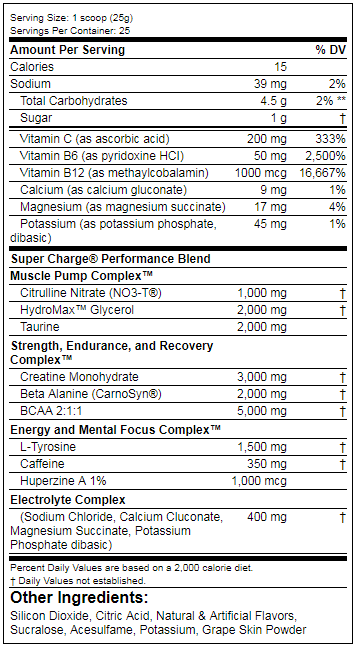 Serving Size: 1 scoop (25g)
Servings Per Container: 25
Amount Per Serving % DV
Calories 15
Sodium 39 mg 2%
Total Carbohydrates 4.5 g 2% **
Sugar 1 g †
Vitamin C (as ascorbic acid) 200 mg 333%
Vitamin B6 (as pyridoxine HCI) 50 mg 2,500%
Vitamin B12 (as methaylcobalamin) 1000 mcg 16,667%
Calcium (as calcium gluconate) 9 mg 1%
Magnesium (as magnesium succinate) 17 mg 4%
Potassium (as potassium phosphate, 45 mg 1%
dibasic)
Super Charge® Performance Blend
Muscle Pump Complex™
Citrulline Nitrate (NO3-T®) 1,000 mg †
HydroMax™ Glycerol 2,000 mg †
Taurine 2,000 mg
Strength, Endurance, and Recovery
Complex™
Creatine Monohydrate 3,000 mg †
Beta Alanine (CarnoSyn®) 2,000 mg †
BCAA 2:1:1 5,000 mg †
Energy and Mental Focus Complex™
L-Tyrosine 1,500 mg †
Caffeine 350 mg †
Huperzine A 1% 1,000 mcg
Electrolyte Complex
(Sodium Chloride, Calcium Cluconate, 400 mg †
Magnesium Succinate, Potassium
Phosphate dibasic)
Percent Daily Values are based on a 2,000 calorie diet.
† Daily Values not established.
Other Ingredients:
Silicon Dioxide, Citric Acid, Natural & Artificial Flavors,
Sucralose, Acesulfame, Potassium, Grape Skin Powder